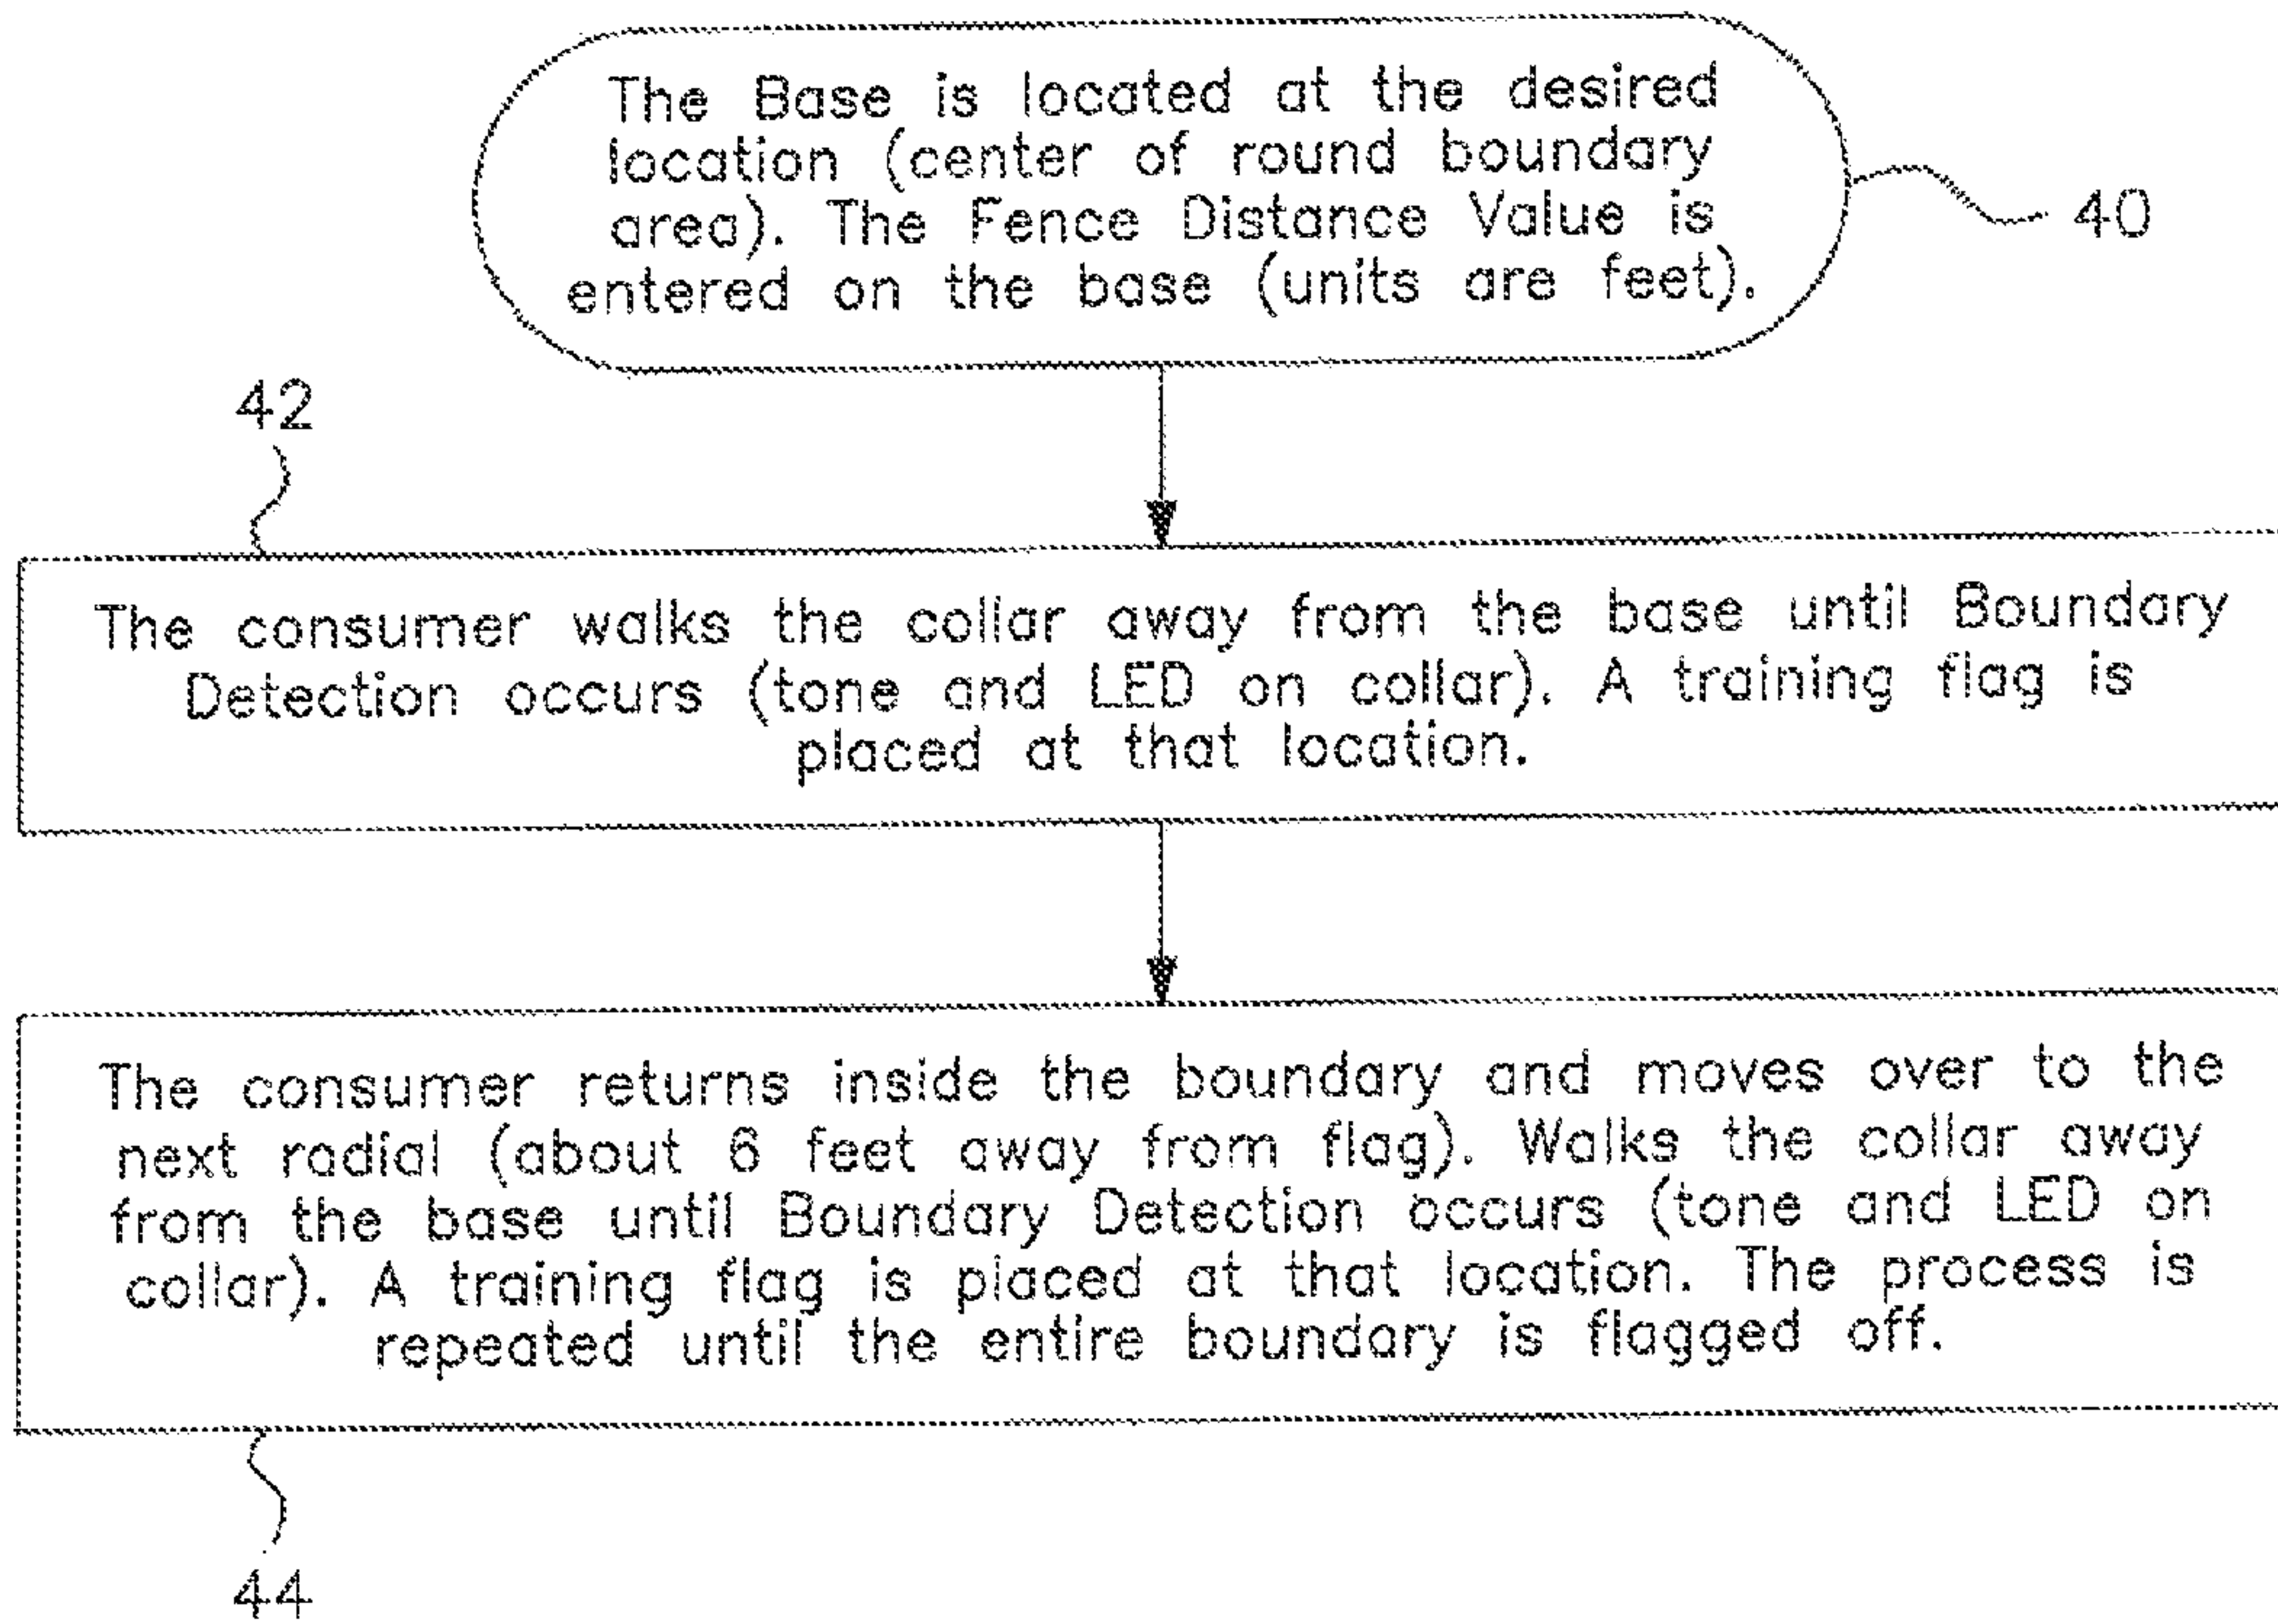 The Base is located at the desired
location (center of round boundary
area). The Fence Distance Value is
entered on the base (units are feet).
40
42
The consumer walks the collar away from the base until Boundary
Detection occurs (tone and LED on collar). A training flag is
placed at that location.
The consumer returns inside the boundary and moves over to the
next radial (about 6 feet away from flag). Walks the collar away
from the base until Boundary Detection occurs (tone and LED on
collar). A training flag is placed at that location. The process is
repeated until the entire boundary is flagged off.
44